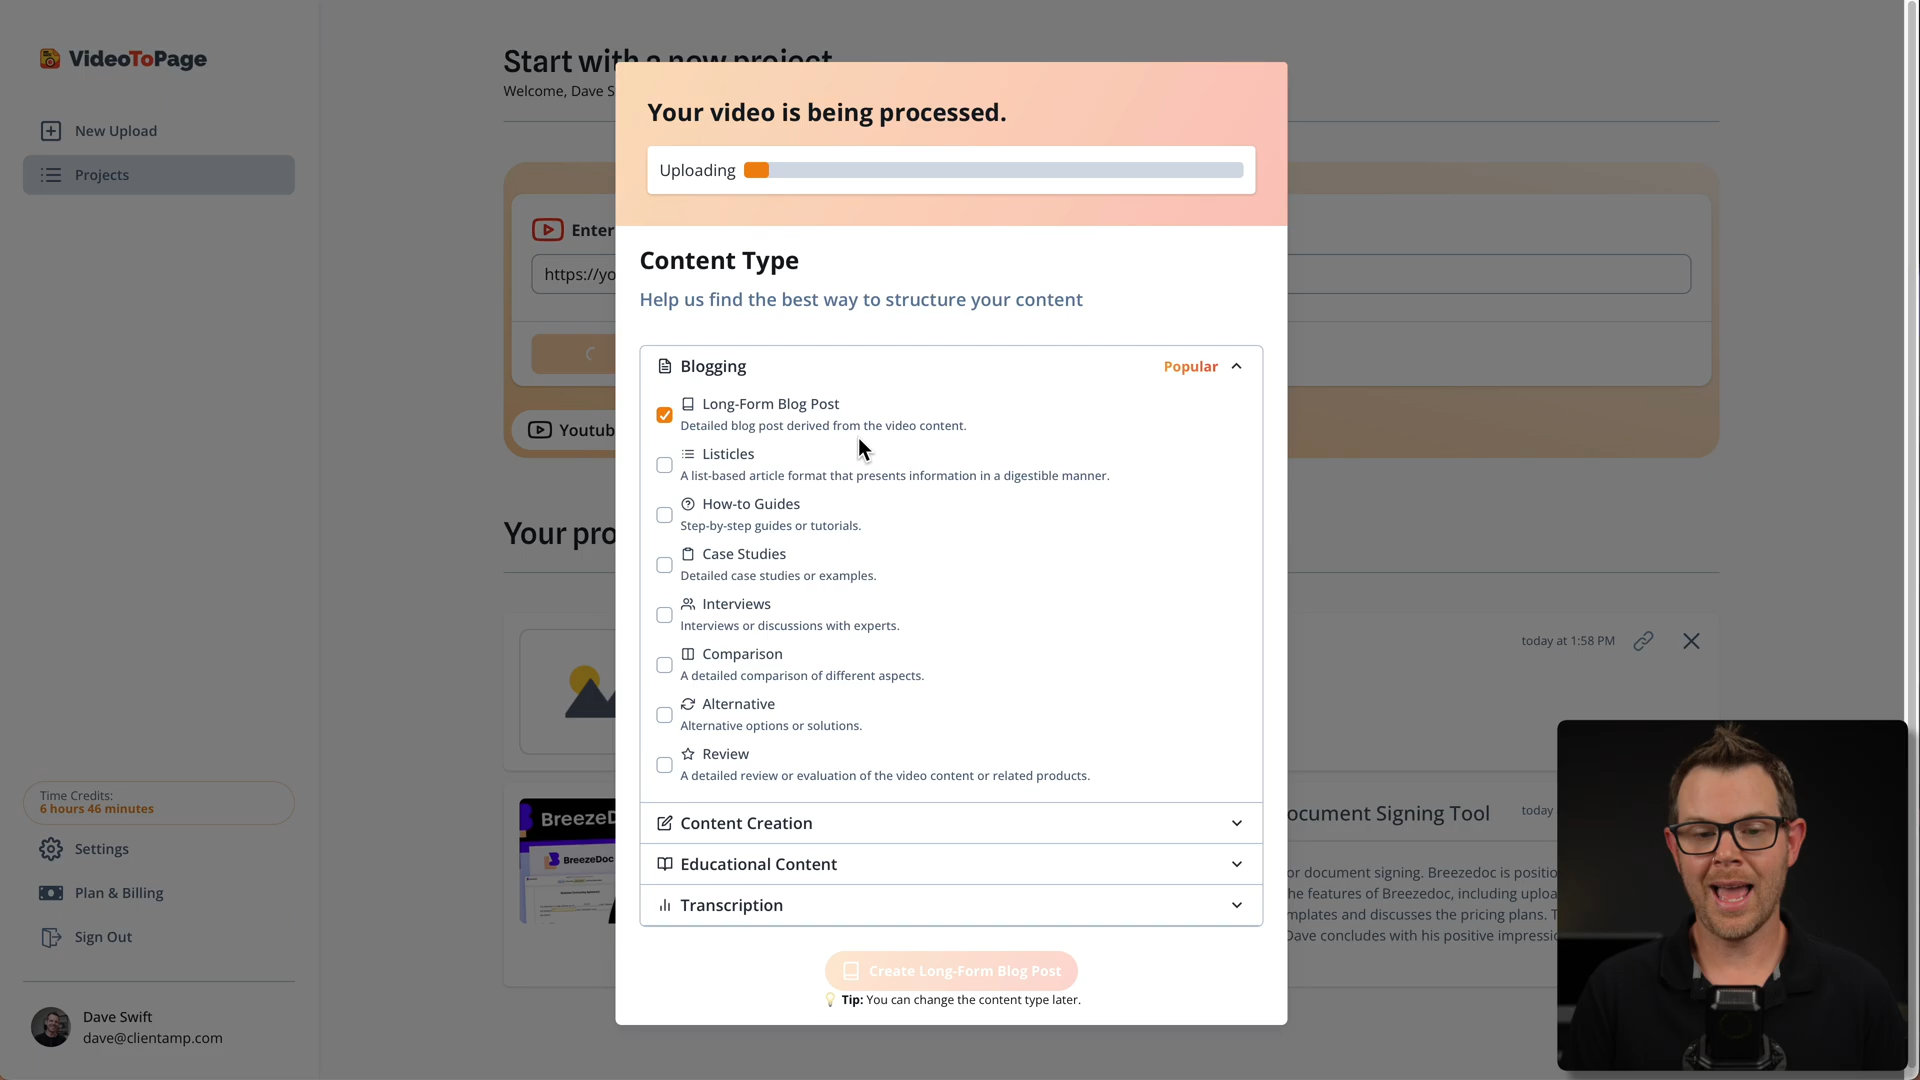 VideoToPage
New Upload
Projects
Time Credits:
6 hours 46 minutes
Settings
Plan & Billing
Sign Out
Dave Swift
dave@clientamp.com
Start with a new project
Welcome, Dave S
Enter
https://yo
Youtub
Your pro
Your video is being processed.
Uploading
Content Type
Help us find the best way to structure your content
Blogging
Popular
Long-Form Blog Post
Detailed blog post derived from the video content.
Listicles
A list-based article format that presents information in a digestible manner.
How-to Guides
Step-by-step guides or tutorials.
Case Studies
Detailed case studies or examples.
Interviews
Interviews or discussions with experts.
Comparison
A detailed comparison of different aspects.
Alternative
Alternative options or solutions.
Review
A detailed review or evaluation of the video content or related products.
Content Creation
Educational Content
Transcription
Create Long-Form Blog Post
Tip: You can change the content type later.
today at 1:58 PM
BreezeD
BreezeDoc
ocument Signing Tool
today
or document signing. Breezedoc is positio
he features of Breezedoc, including uploa
mplates and discusses the pricing plans. T
Dave concludes with his positive impressi